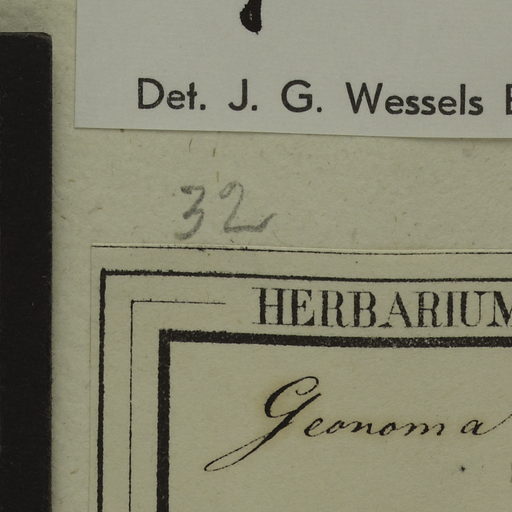 Det. J. G. Wessels
32
HERBARIUM
Geonoma